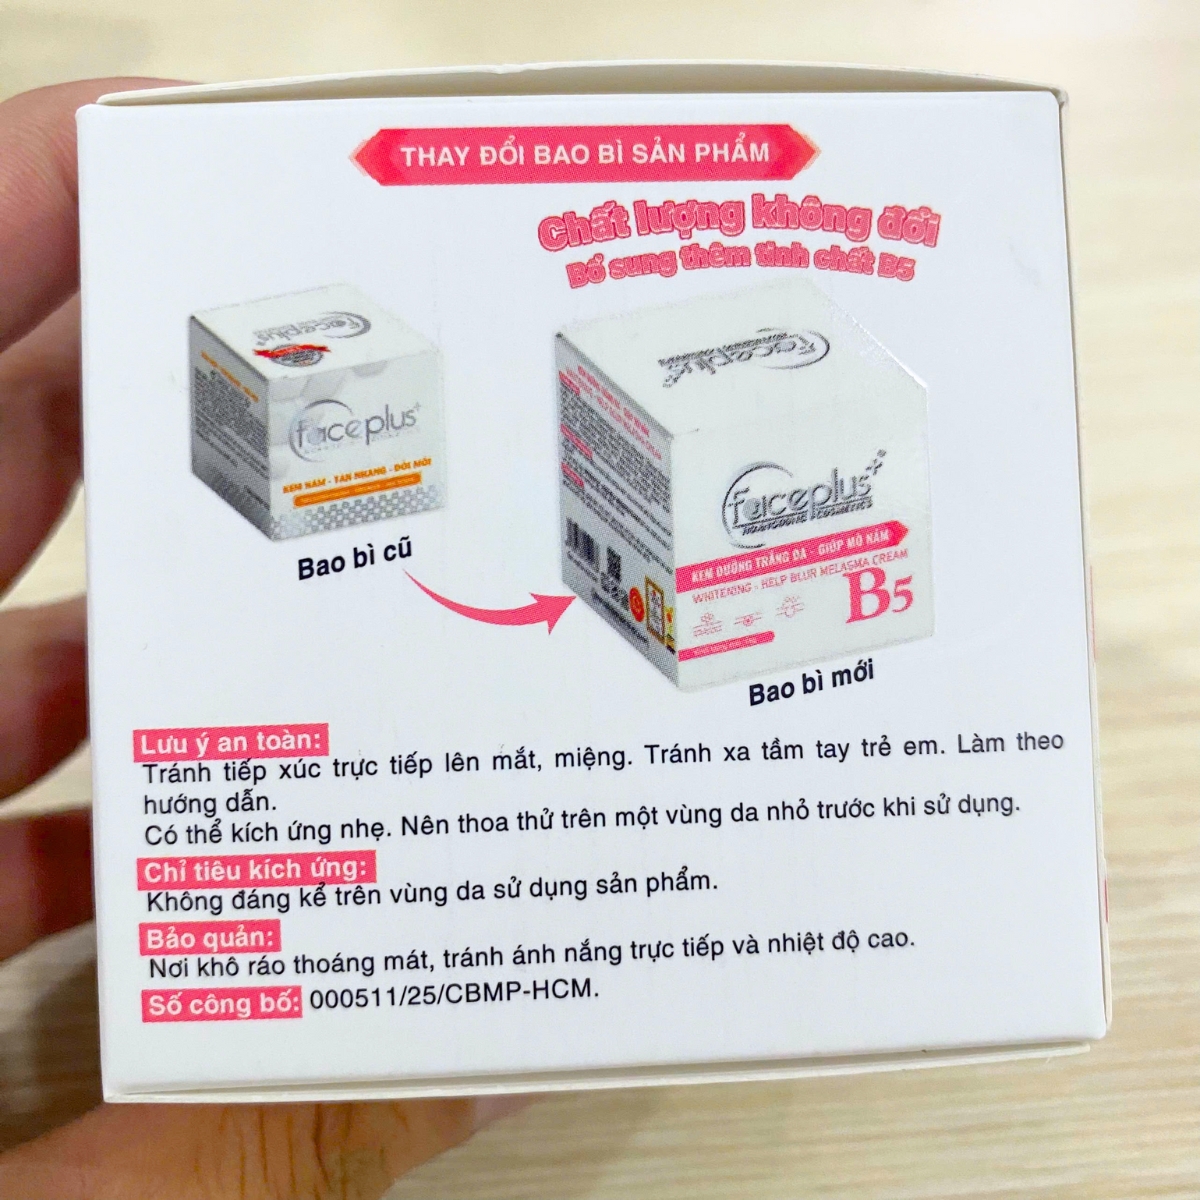 THAY ĐỔI BAO BÌ SẢN PHẨM
Chất lượng không đổi
Bổ sung thêm tinh chất B5
faceplus
faceplus
faceplus
KEM NÁM - TÀN NHANG - ĐỒI MỒI
Bao bì cũ
faceplus
HOANGDUNG COSMETICS
KEM DƯỠNG TRẮNG DA - GIÚP MỜ NÁM
WHITENING - HELP BLUR MELASMA CREAM
B5
Bao bì mới
Lưu ý an toàn:
Tránh tiếp xúc trực tiếp lên mắt, miệng. Tránh xa tầm tay trẻ em. Làm theo
hướng dẫn.
Có thể kích ứng nhẹ. Nên thoa thử trên một vùng da nhỏ trước khi sử dụng.
Chỉ tiêu kích ứng:
Không đáng kể trên vùng da sử dụng sản phẩm.
Bảo quản:
Nơi khô ráo thoáng mát, tránh ánh nắng trực tiếp và nhiệt độ cao.
Số công bố: 000511/25/CBMP-HCM.